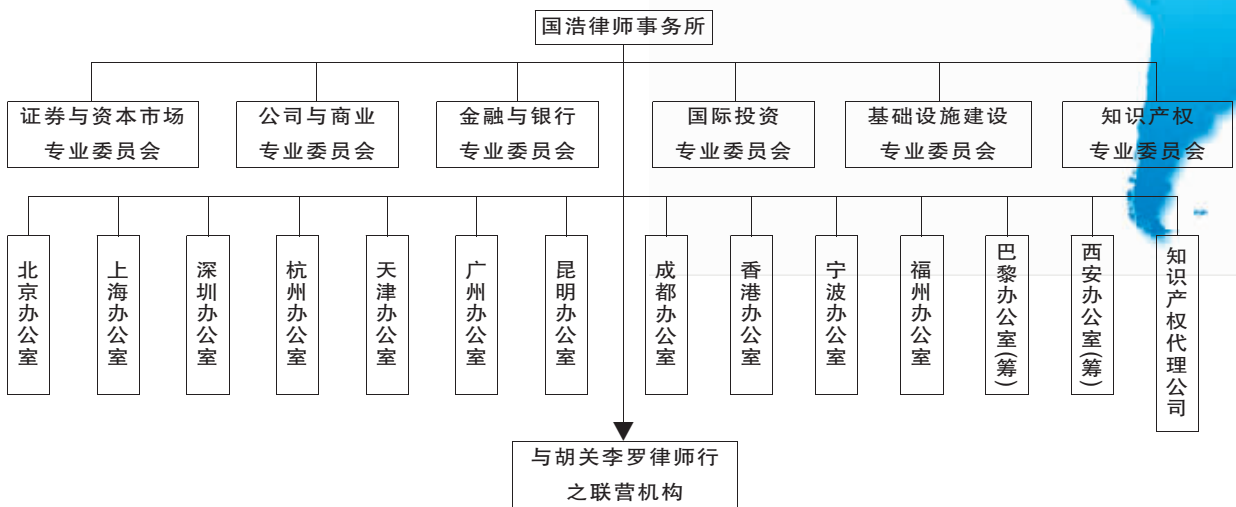 国浩律师事务所
证券与资本市场
专业委员会
公司与商业
专业委员会
金融与银行
专业委员会
国际投资
专业委员会
基础设施建设
专业委员会
知识产权
专业委员会
北京办公室
上海办公室
深圳办公室
杭州办公室
天津办公室
广州办公室
昆明办公室
成都办公室
香港办公室
宁波办公室
福州办公室
巴黎办公室(筹)
西安办公室(筹)
知识产权代理公司
与胡关李罗律师行
之联营机构